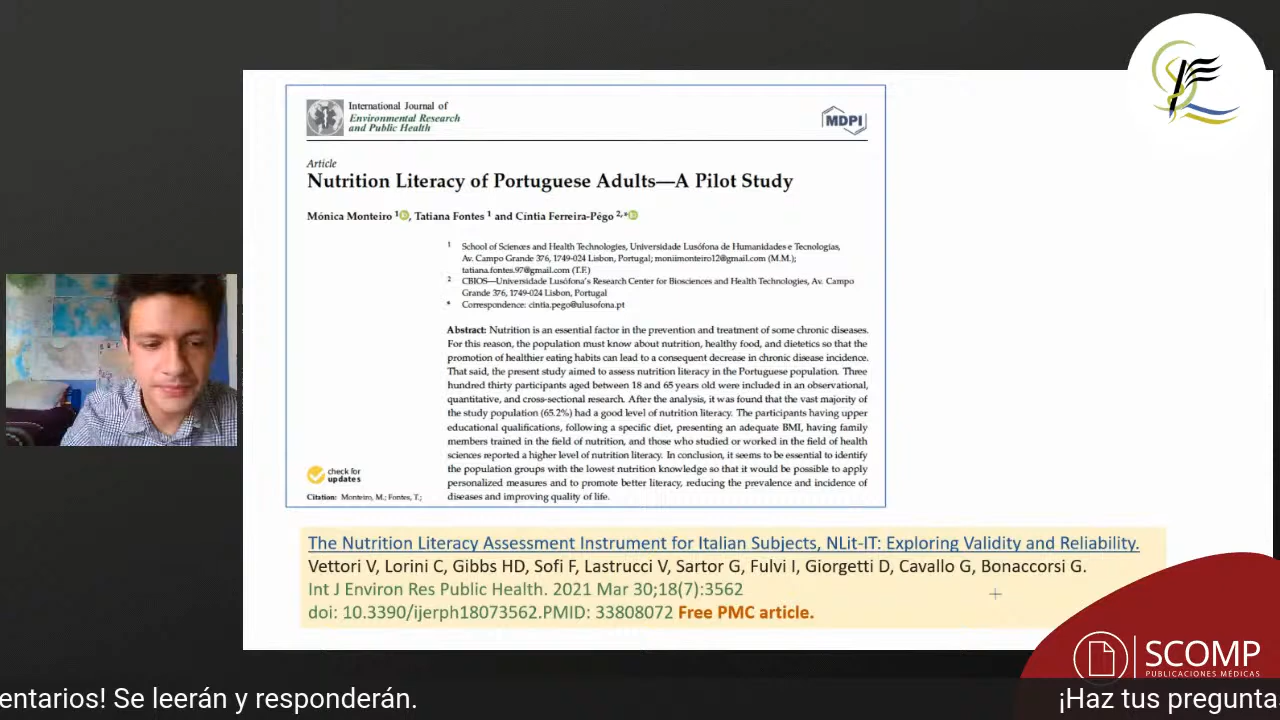 International Journal of
Environmental Research
and Public Health
MDPI
Article
Nutrition Literacy of Portuguese Adults—A Pilot Study
Mónica Monteiro 1, Tatiana Fontes 1 and Cíntia Ferreira-Pêgo 2,*
1 School of Sciences and Health Technologies, Universidade Lusófona de Humanidades e Tecnologias,
Av. Campo Grande 376, 1749-024 Lisbon, Portugal; moniimonteiro12@gmail.com (M.M.);
tatiana.fontes.97@gmail.com (T.F.)
2 CBIOS—Universidade Lusófona's Research Center for Biosciences and Health Technologies, Av. Campo
Grande 376, 1749-024 Lisbon, Portugal
* Correspondence: cintia.pego@ulusofona.pt
Abstract: Nutrition is an essential factor in the prevention and treatment of some chronic diseases.
For this reason, the population must know about nutrition, healthy food, and dietetics so that the
promotion of healthier eating habits can lead to a consequent decrease in chronic disease incidence.
That said, the present study aimed to assess nutrition literacy in the Portuguese population. Three
hundred thirty participants aged between 18 and 65 years old were included in an observational,
quantitative, and cross-sectional research. After the analysis, it was found that the vast majority of
the study population (65.2%) had a good level of nutrition literacy. The participants having upper
educational qualifications, following a specific diet, presenting an adequate BMI, having family
members trained in the field of nutrition, and those who studied or worked in the field of health
sciences reported a higher level of nutrition literacy. In conclusion, it seems to be essential to identify
the population groups with the lowest nutrition knowledge so that it would be possible to apply
personalized measures and to promote better literacy, reducing the prevalence and incidence of
diseases and improving quality of life.
check for
updates
Citation: Monteiro, M.; Fontes, T.;
The Nutrition Literacy Assessment Instrument for Italian Subjects, NLit-IT: Exploring Validity and Reliability.
Vettori V, Lorini C, Gibbs HD, Sofi F, Lastrucci V, Sartor G, Fulvi I, Giorgetti D, Cavallo G, Bonaccorsi G.
Int J Environ Res Public Health. 2021 Mar 30;18(7):3562
doi: 10.3390/ijerph18073562.PMID: 33808072 Free PMC article.
SCOMP
PUBLICACIONES MÉDICAS
entarios! Se leerán y responderán.
¡Haz tus pregunta